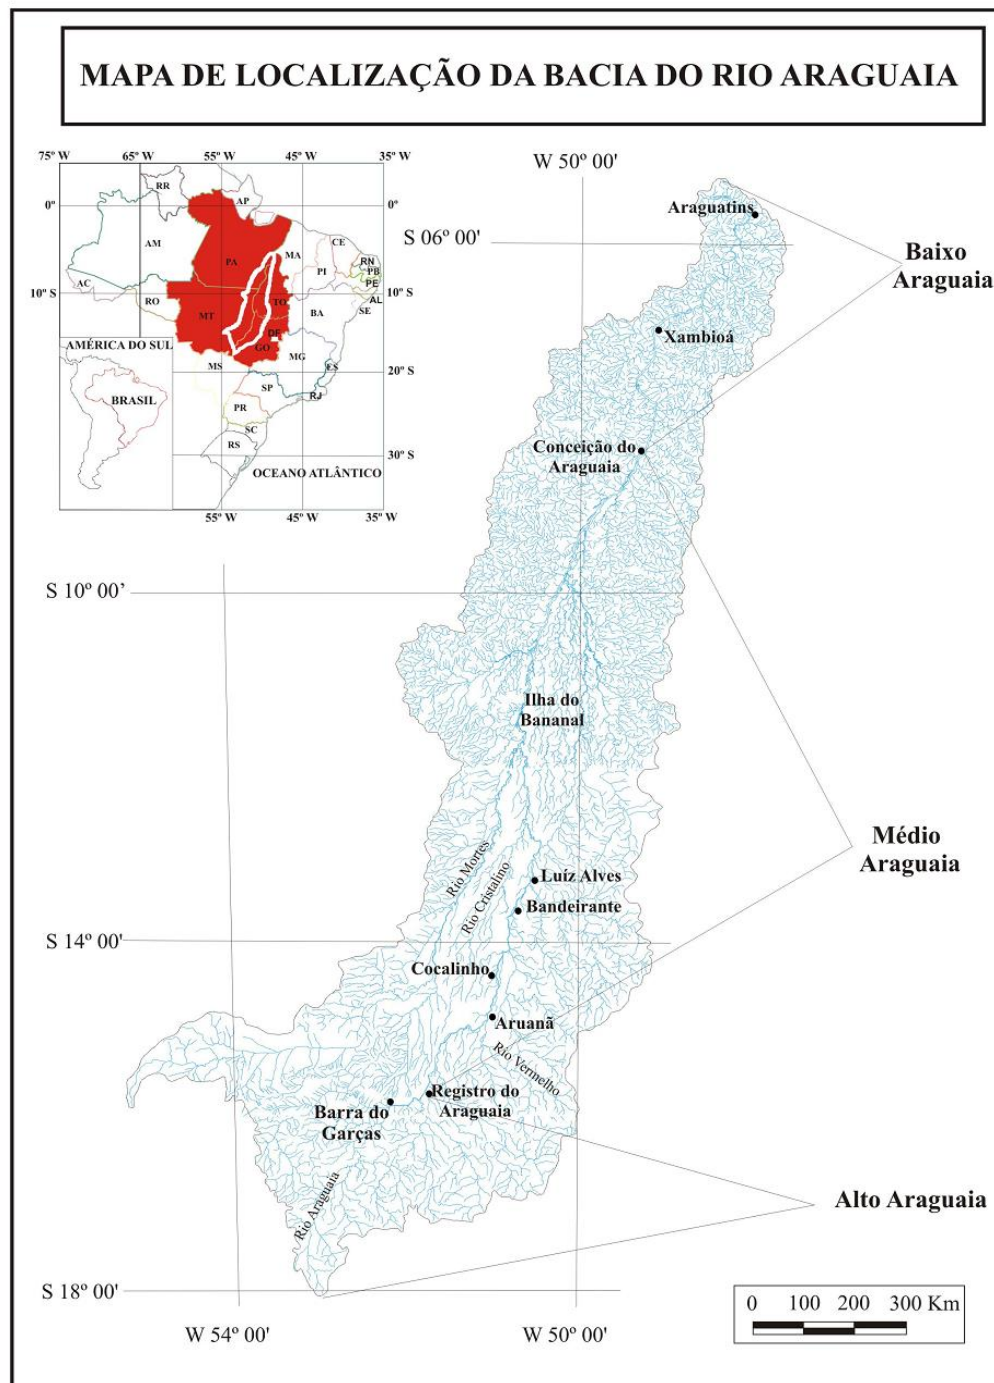 MAPA DE LOCALIZAÇÃO DA BACIA DO RIO ARAGUAIA
75º W
65º W
55º W
45º W
35º W
RR
AP
0º
0º
AM
PA
MA
CE
RN
PB
PI
PE
AC
AL
10º S
10º S
RO
TO
SE
MT
BA
DF
GO
AMÉRICA DO SUL
MG
MS
ES
20º S
SP
RJ
BRASIL
PR
SC
RS
30º S
OCEANO ATLÂNTICO
55º W
45º W
35º W
W 50º 00'
S 06º 00'
Araguatins
Baixo
Araguaia
Xambioá
Conceição do
Araguaia
S 10º 00’
Ilha do
Bananal
Médio
Araguaia
Rio Mortes
Rio Cristalino
Luíz Alves
Bandeirante
S 14º 00'
Cocalinho
Aruanã
Rio Vermelho
Registro do
Araguaia
Barra do
Garças
Rio Araguaia
Alto Araguaia
S 18º 00'
W 54º 00'
W 50º 00'
0 100 200 300 Km